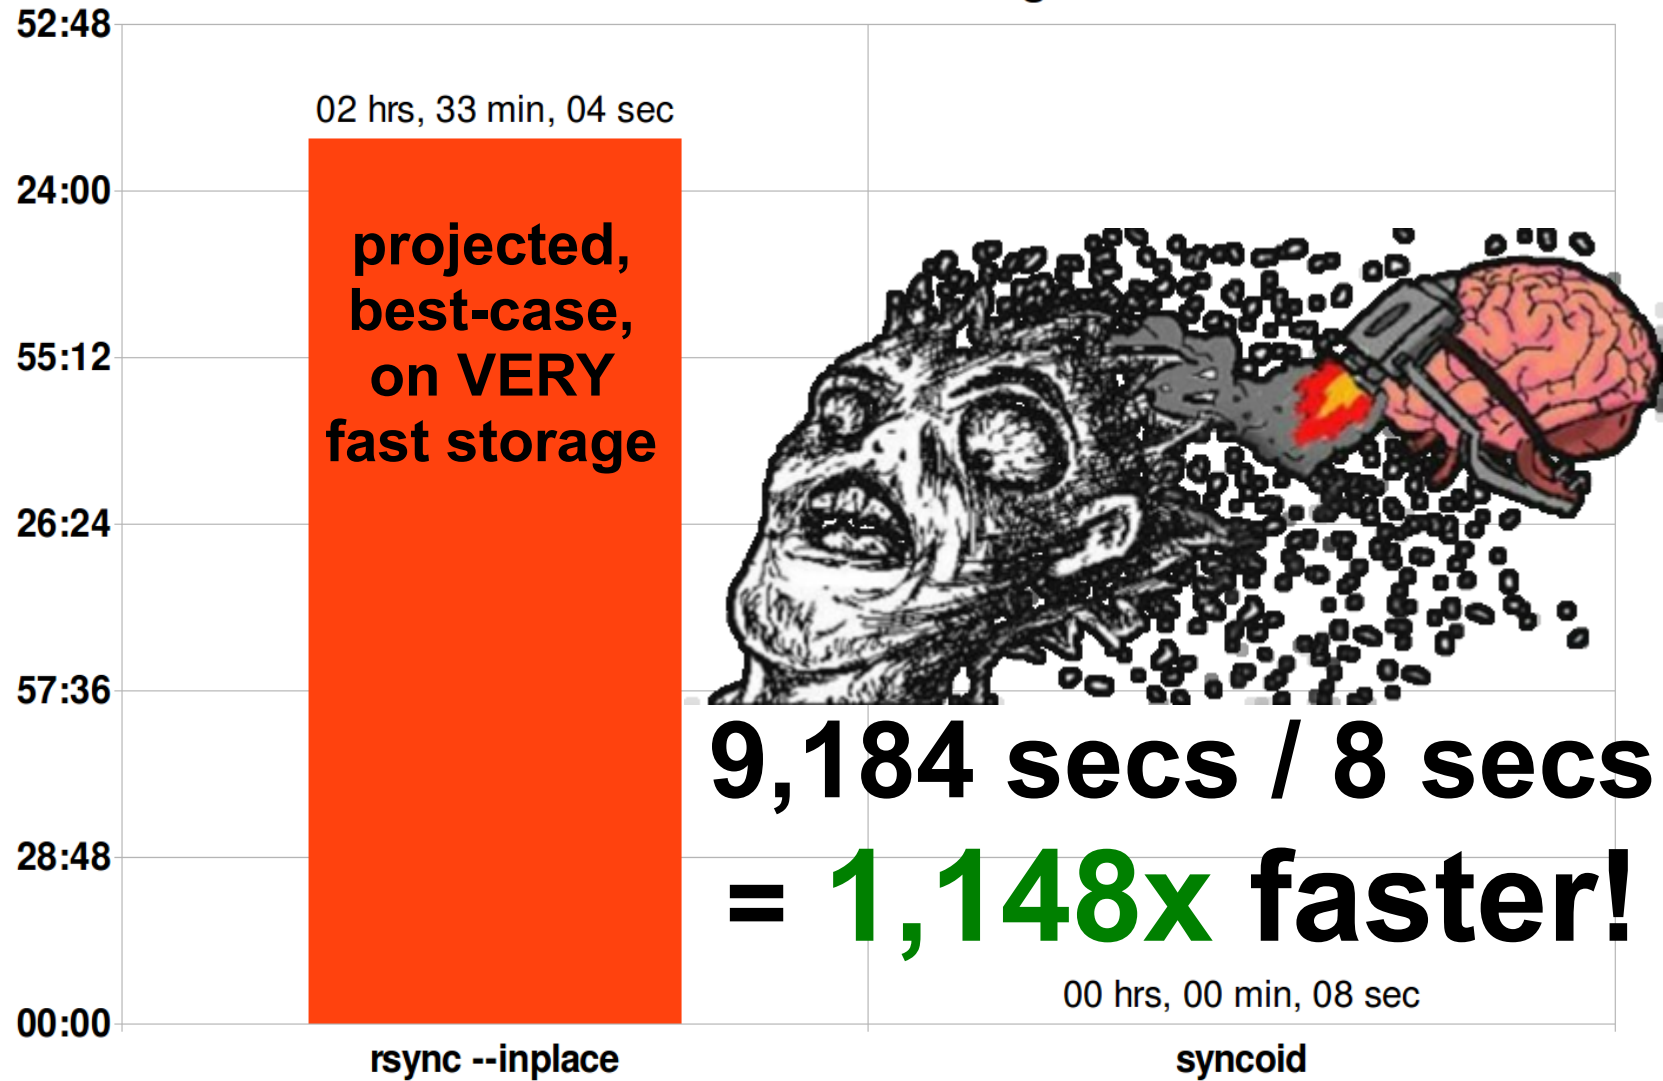 52:48
02 hrs, 33 min, 04 sec
24:00
projected,
best-case,
on VERY
fast storage
55:12
26:24
57:36
9,184 secs / 8 secs
28:48
= 1,148x faster!
00 hrs, 00 min, 08 sec
00:00
rsync --inplace
syncoid